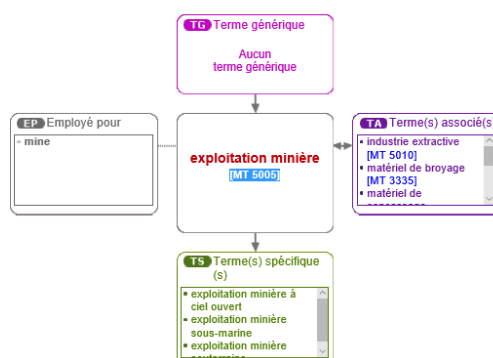 TG Terme générique
Aucun
terme générique
EP Employé pour
mine
exploitation minière
[MT 5005]
TA Terme(s) associé(s)
industrie extractive
[MT 5010]
matériel de broyage
[MT 3335]
matériel de
TS Terme(s) spécifique
(s)
exploitation minière à
ciel ouvert
exploitation minière
sous-marine
exploitation minière